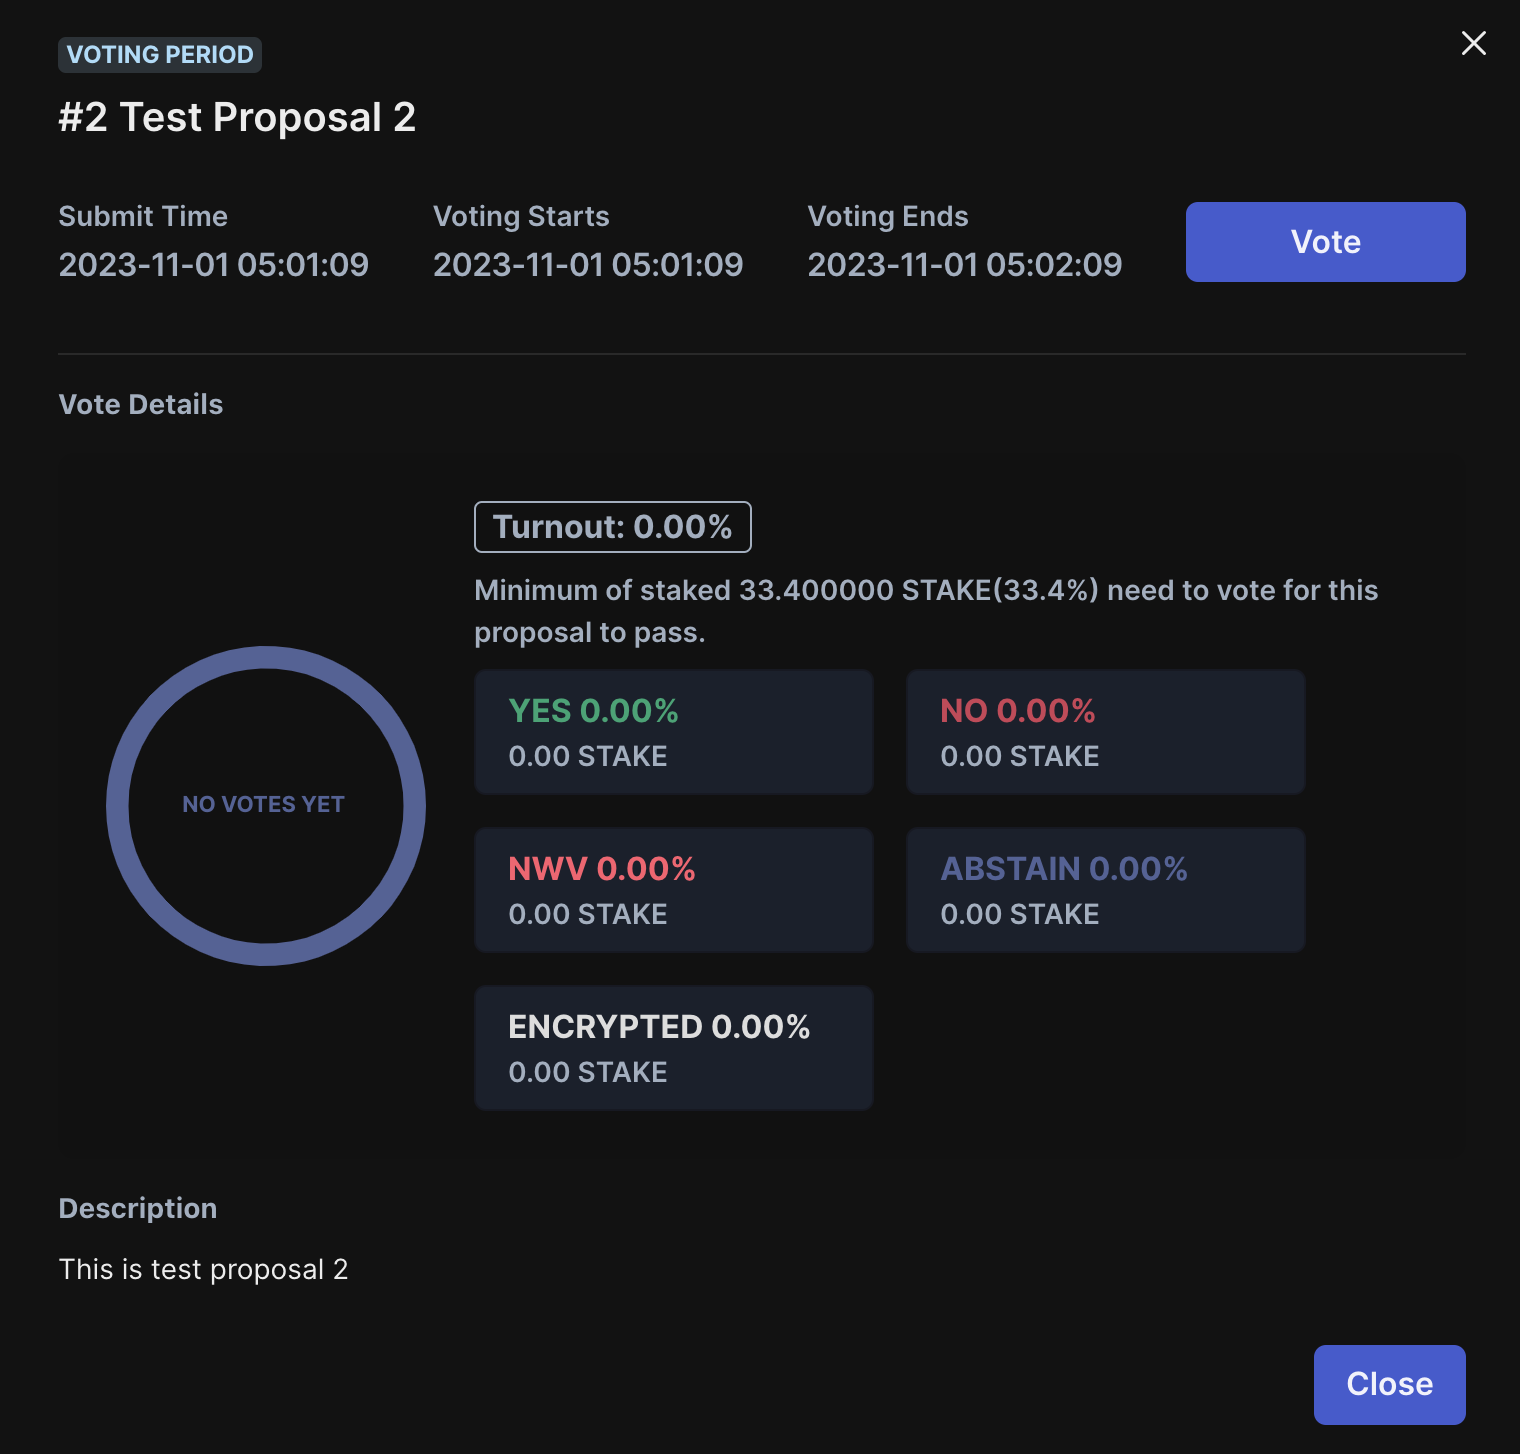 VOTING PERIOD
#2 Test Proposal 2
Submit Time
2023-11-01 05:01:09
Voting Starts
2023-11-01 05:01:09
Voting Ends
2023-11-01 05:02:09
Vote
Vote Details
Turnout: 0.00%
Minimum of staked 33.400000 STAKE(33.4%) need to vote for this
proposal to pass.
NO VOTES YET
YES 0.00%
0.00 STAKE
NO 0.00%
0.00 STAKE
NWV 0.00%
0.00 STAKE
ABSTAIN 0.00%
0.00 STAKE
ENCRYPTED 0.00%
0.00 STAKE
Description
This is test proposal 2
Close